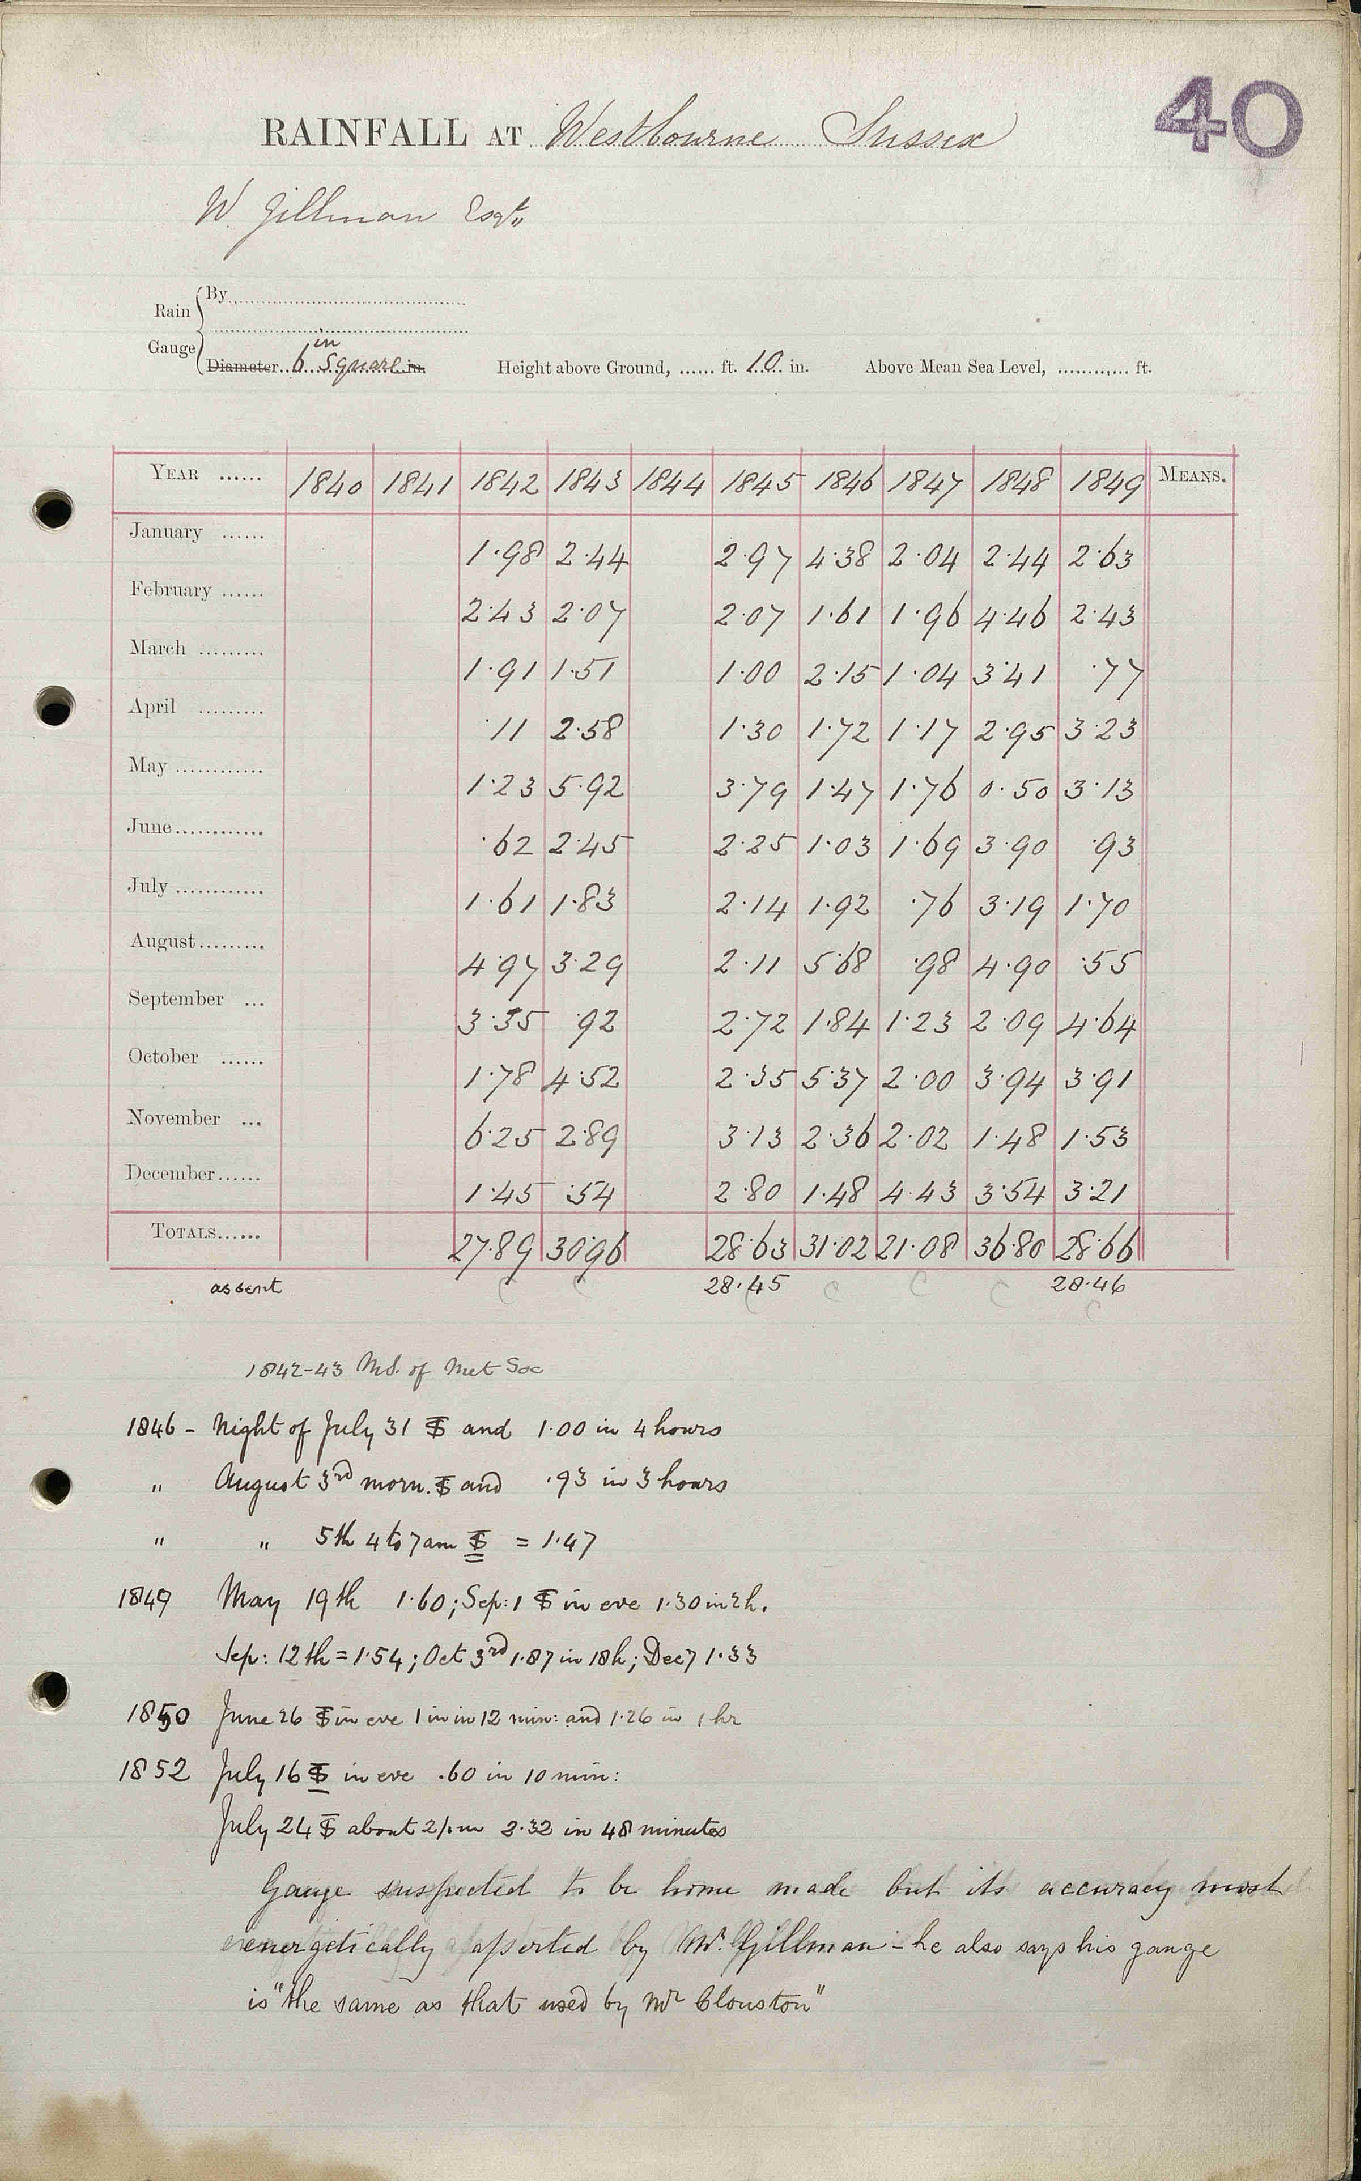 40
RAINFALL AT Westbourne Sussex
W. Gillman Esqre
Rain Gauge
By
Diameter 6 in Square in. Height above Ground, ...... ft. 10 in. Above Mean Sea Level, ............ ft.
YEAR ...... 1840 1841 1842 1843 1844 1845 1846 1847 1848 1849 MEANS.
January ...... 1.98 2.44 2.97 4.38 2.04 2.44 2.63
February ...... 2.43 2.07 2.07 1.61 1.96 4.46 2.43
March ......... 1.91 1.51 1.00 2.15 1.04 3.41 .77
April ......... .11 2.58 1.30 1.72 1.17 2.95 3.23
May ............ 1.23 5.92 3.79 1.47 1.76 0.50 3.13
June ............ .62 2.45 2.25 1.03 1.69 3.90 .93
July ............ 1.61 1.83 2.14 1.92 .76 3.19 1.70
August ......... 4.97 3.29 2.11 5.68 .98 4.90 .55
September ... 3.35 .92 2.72 1.84 1.23 2.09 4.64
October ...... 1.78 4.52 2.35 5.37 2.00 3.94 3.91
November ... 6.25 2.89 3.13 2.36 2.02 1.48 1.53
December ...... 1.45 .54 2.80 1.48 4.43 3.54 3.21
TOTALS ...... 27.89 30.96 28.63 31.02 21.08 36.80 28.66
as sent 28.45 28.46
1842-43 MS. of Met Soc
1846 - Night of July 31 and 1.00 in 4 hours
" August 3rd morn. and .93 in 3 hours
" " 5th 4 to 7 am = 1.47
1849 May 19th 1.60; Sep: 1 in eve 1.30 in 2h.
Sep: 12th = 1.54; Oct 3rd 1.87 in 18h; Dec 7 1.33
1850 June 26 in eve 1 in in 12 min: and 1.26 in 1 hr
1852 July 16 in eve .60 in 10 min:
July 24 about 2 pm 2.32 in 48 minutes
Gauge suspected to be home made but its accuracy most
energetically asserted by Mr. Gillman - he also says his gauge
is "the same as that used by Mr Clouston"